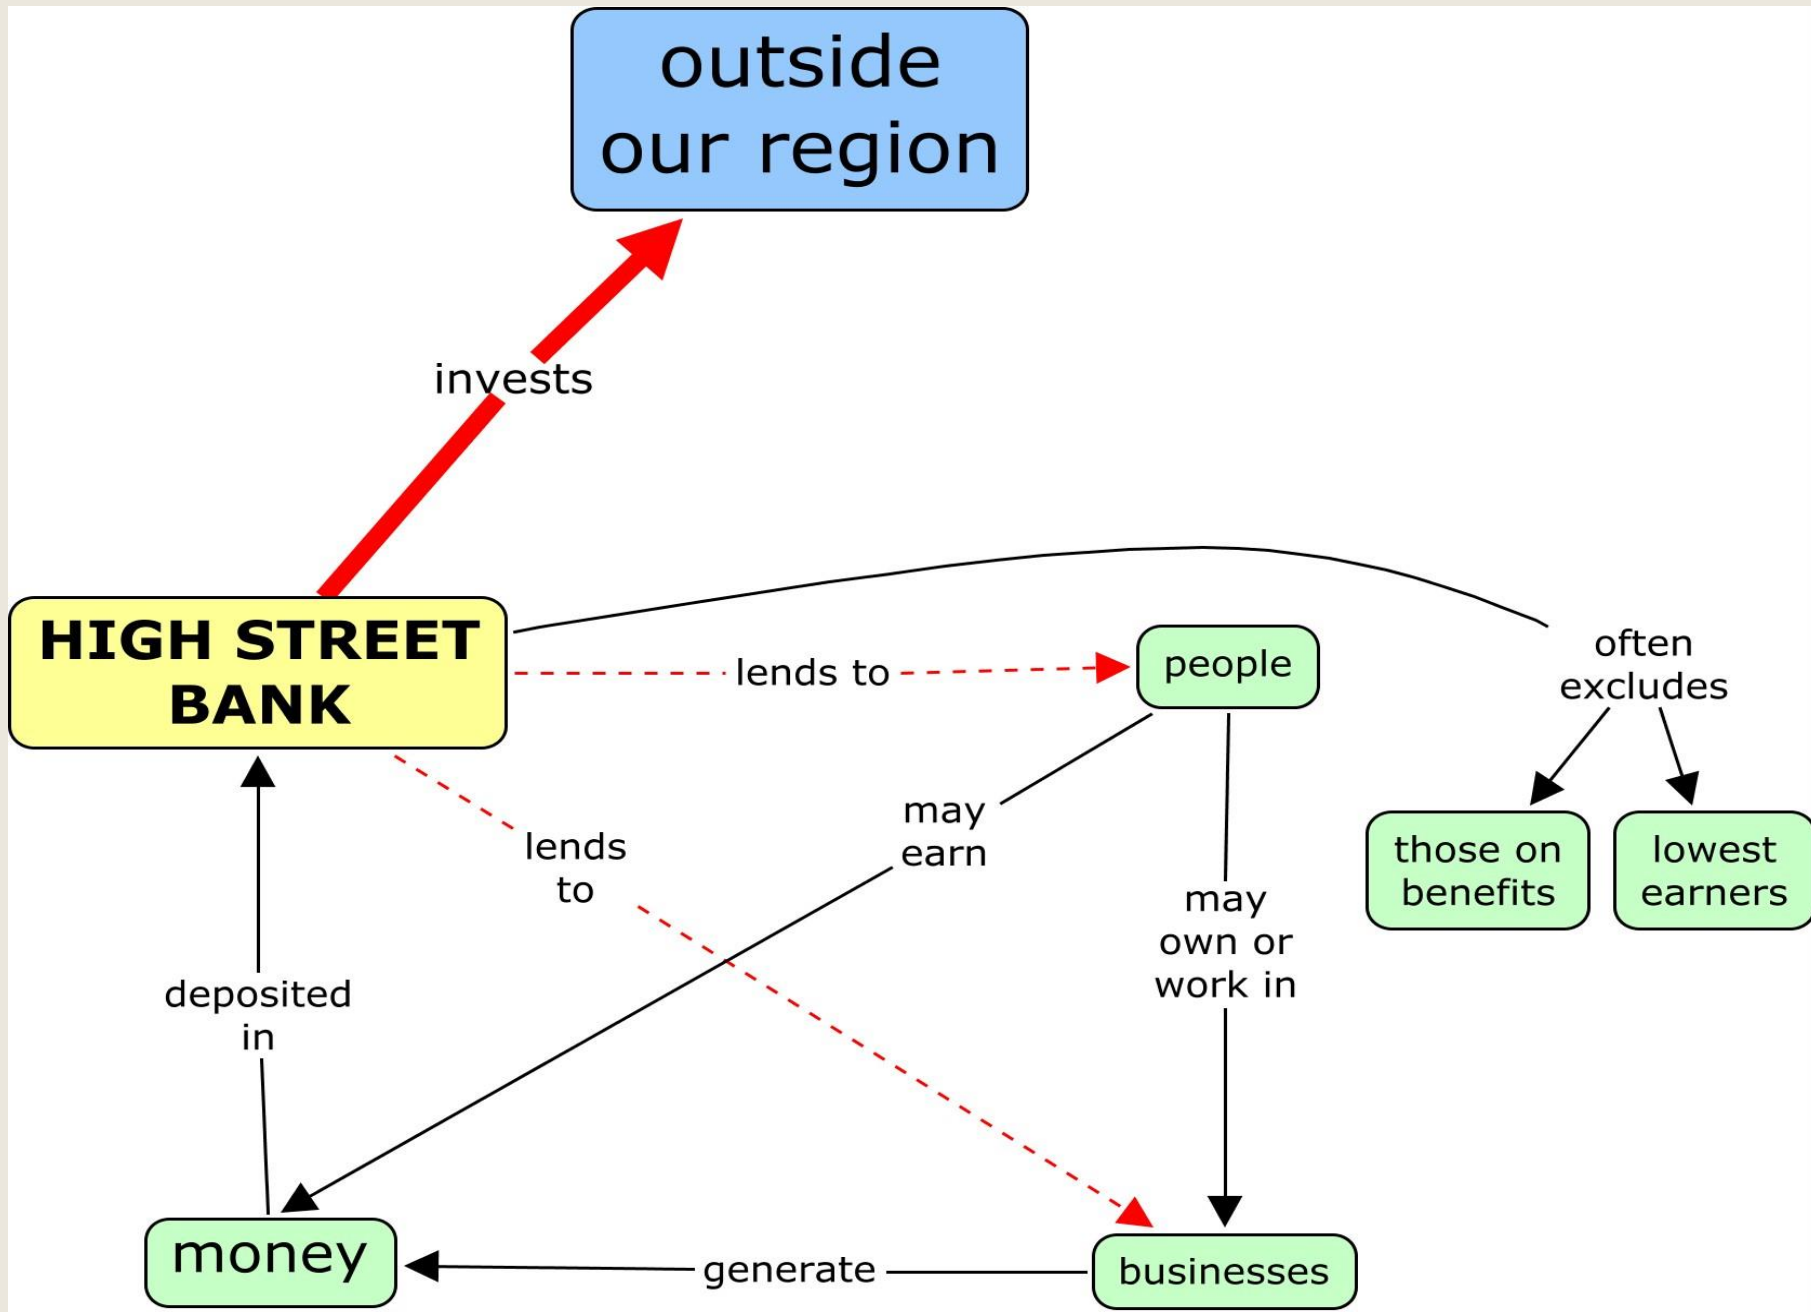 outside
our region
invests
HIGH STREET
BANK
lends to
people
often
excludes
may
earn
lends
to
those on
benefits
lowest
earners
may
own or
work in
deposited
in
money
generate
businesses